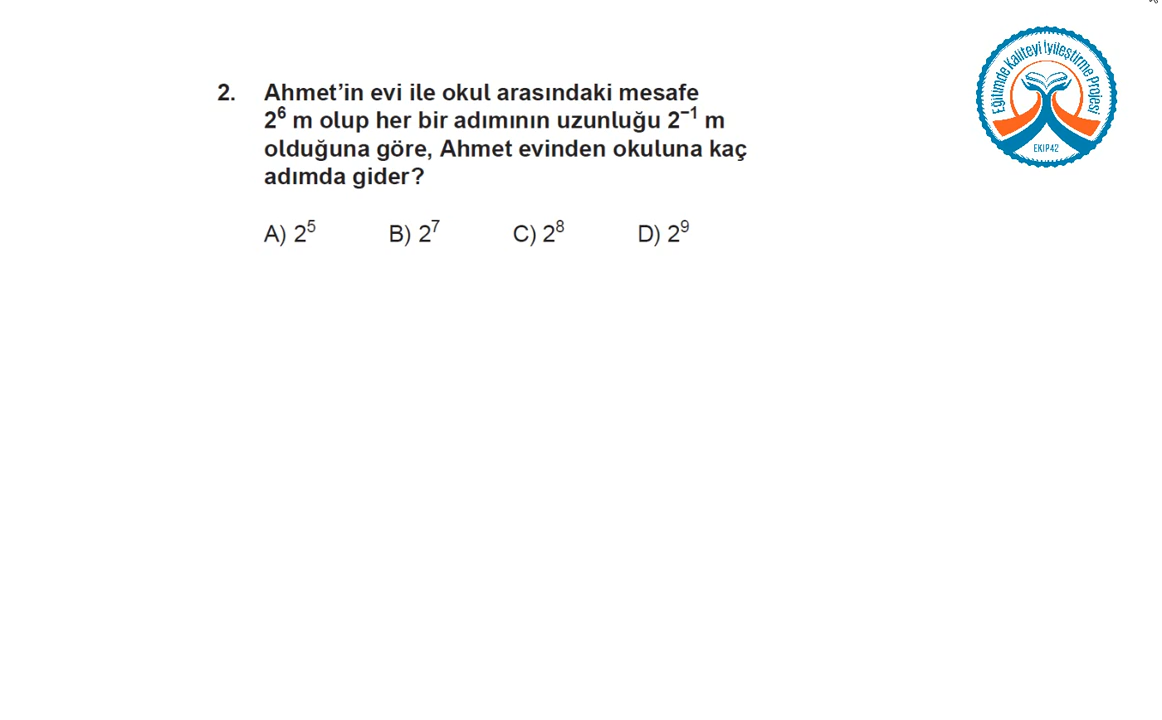 2. Ahmet’in evi ile okul arasındaki mesafe
2⁶ m olup her bir adımının uzunluğu 2⁻¹ m
olduğuna göre, Ahmet evinden okuluna kaç
adımda gider?
A) 2⁵ B) 2⁷ C) 2⁸ D) 2⁹
Eğitimde Kaliteyi İyileştirme Projesi
EKIP42